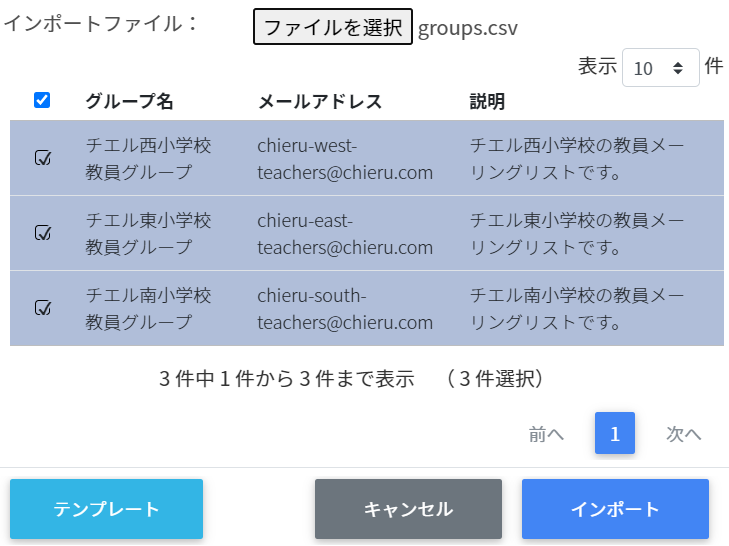 インポートファイル： ファイルを選択 groups.csv
表示 10 件
グループ名 メールアドレス 説明
チエル西小学校 chieru-west- チエル西小学校の教員メー
教員グループ teachers@chieru.com リングリストです。
チエル東小学校 chieru-east- チエル東小学校の教員メー
教員グループ teachers@chieru.com リングリストです。
チエル南小学校 chieru-south- チエル南小学校の教員メー
教員グループ teachers@chieru.com リングリストです。
3 件中 1 件から 3 件まで表示 （ 3 件選択）
前へ 1 次へ
テンプレート キャンセル インポート